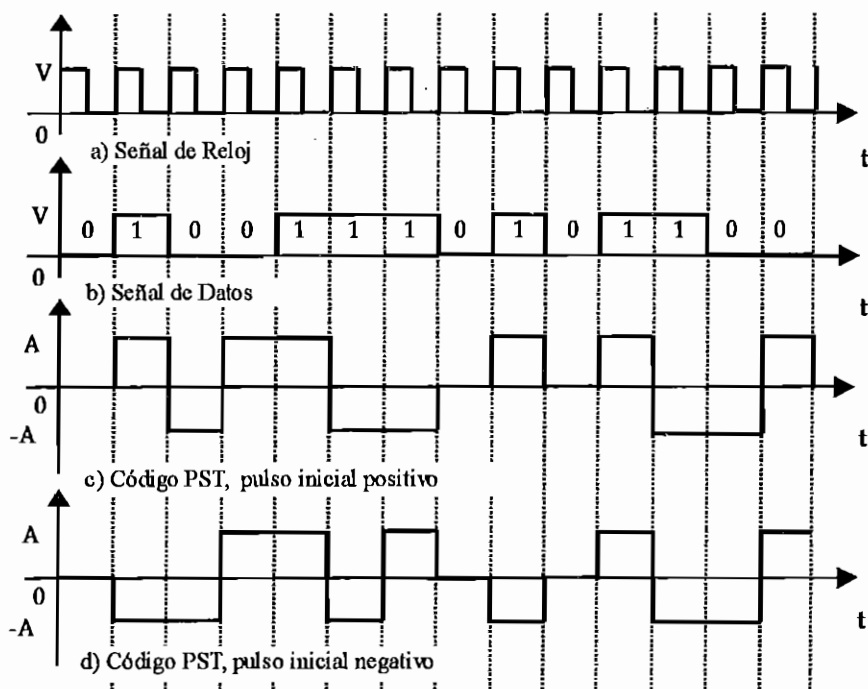 V
0
t
a) Señal de Reloj
V
0 1 0 0 1 1 1 0 1 0 1 1 0 0
0
t
b) Señal de Datos
A
0
-A
t
c) Código PST, pulso inicial positivo
A
0
-A
t
d) Código PST, pulso inicial negativo